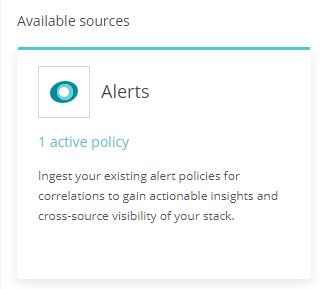 Available sources
Alerts
1 active policy
Ingest your existing alert policies for
correlations to gain actionable insights and
cross-source visibility of your stack.